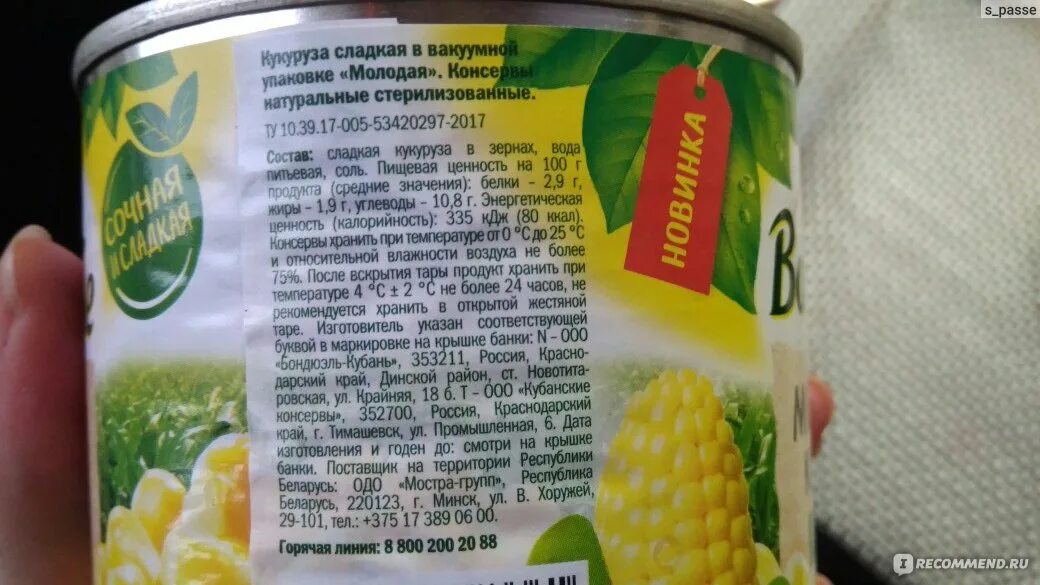 s_passe
Кукуруза сладкая в вакуумной
упаковке «Молодая». Консервы
натуральные стерилизованные.
ТУ 10.39.17-005-53420297-2017
Состав: сладкая кукуруза в зернах, вода
питьевая, соль. Пищевая ценность на 100 г
продукта (средние значения): белки – 2,9 г,
жиры – 1,9 г, углеводы – 10,8 г. Энергетическая
ценность (калорийность): 335 кДж (80 ккал).
Консервы хранить при температуре от 0 °С до 25 °С
и относительной влажности воздуха не более
75%. После вскрытия тары продукт хранить при
температуре 4 °С ± 2 °С не более 24 часов, не
рекомендуется хранить в открытой жестяной
таре. Изготовитель указан соответствующей
буквой в маркировке на крышке банки: N – ООО
«Бондюэль-Кубань», 353211, Россия, Красно-
дарский край, Динской район, ст. Новотита-
ровская, ул. Крайняя, 18 б. Т – ООО «Кубанские
консервы», 352700, Россия, Краснодарский
край, г. Тимашевск, ул. Промышленная, 6. Дата
изготовления и годен до: смотри на крышке
банки. Поставщик на территории Республики
Беларусь: ОДО «Мостра-групп», Республика
Беларусь, 220123, г. Минск, ул. В. Хоружей,
29-101, тел.: +375 17 389 06 00.
Горячая линия: 8 800 200 20 88
СОЧНАЯ
И СЛАДКАЯ
НОВИНКА
IRECOMMEND.RU